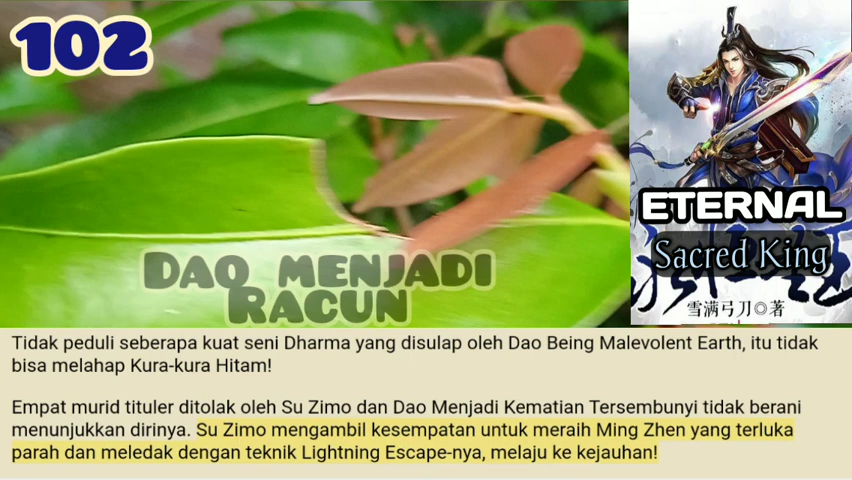 102
DAO MENJADI
RACUN
ETERNAL
Sacred King
雪满弓刀◎著
Tidak peduli seberapa kuat seni Dharma yang disulap oleh Dao Being Malevolent Earth, itu tidak
bisa melahap Kura-kura Hitam!
Empat murid tituler ditolak oleh Su Zimo dan Dao Menjadi Kematian Tersembunyi tidak berani
menunjukkan dirinya. Su Zimo mengambil kesempatan untuk meraih Ming Zhen yang terluka
parah dan meledak dengan teknik Lightning Escape-nya, melaju ke kejauhan!